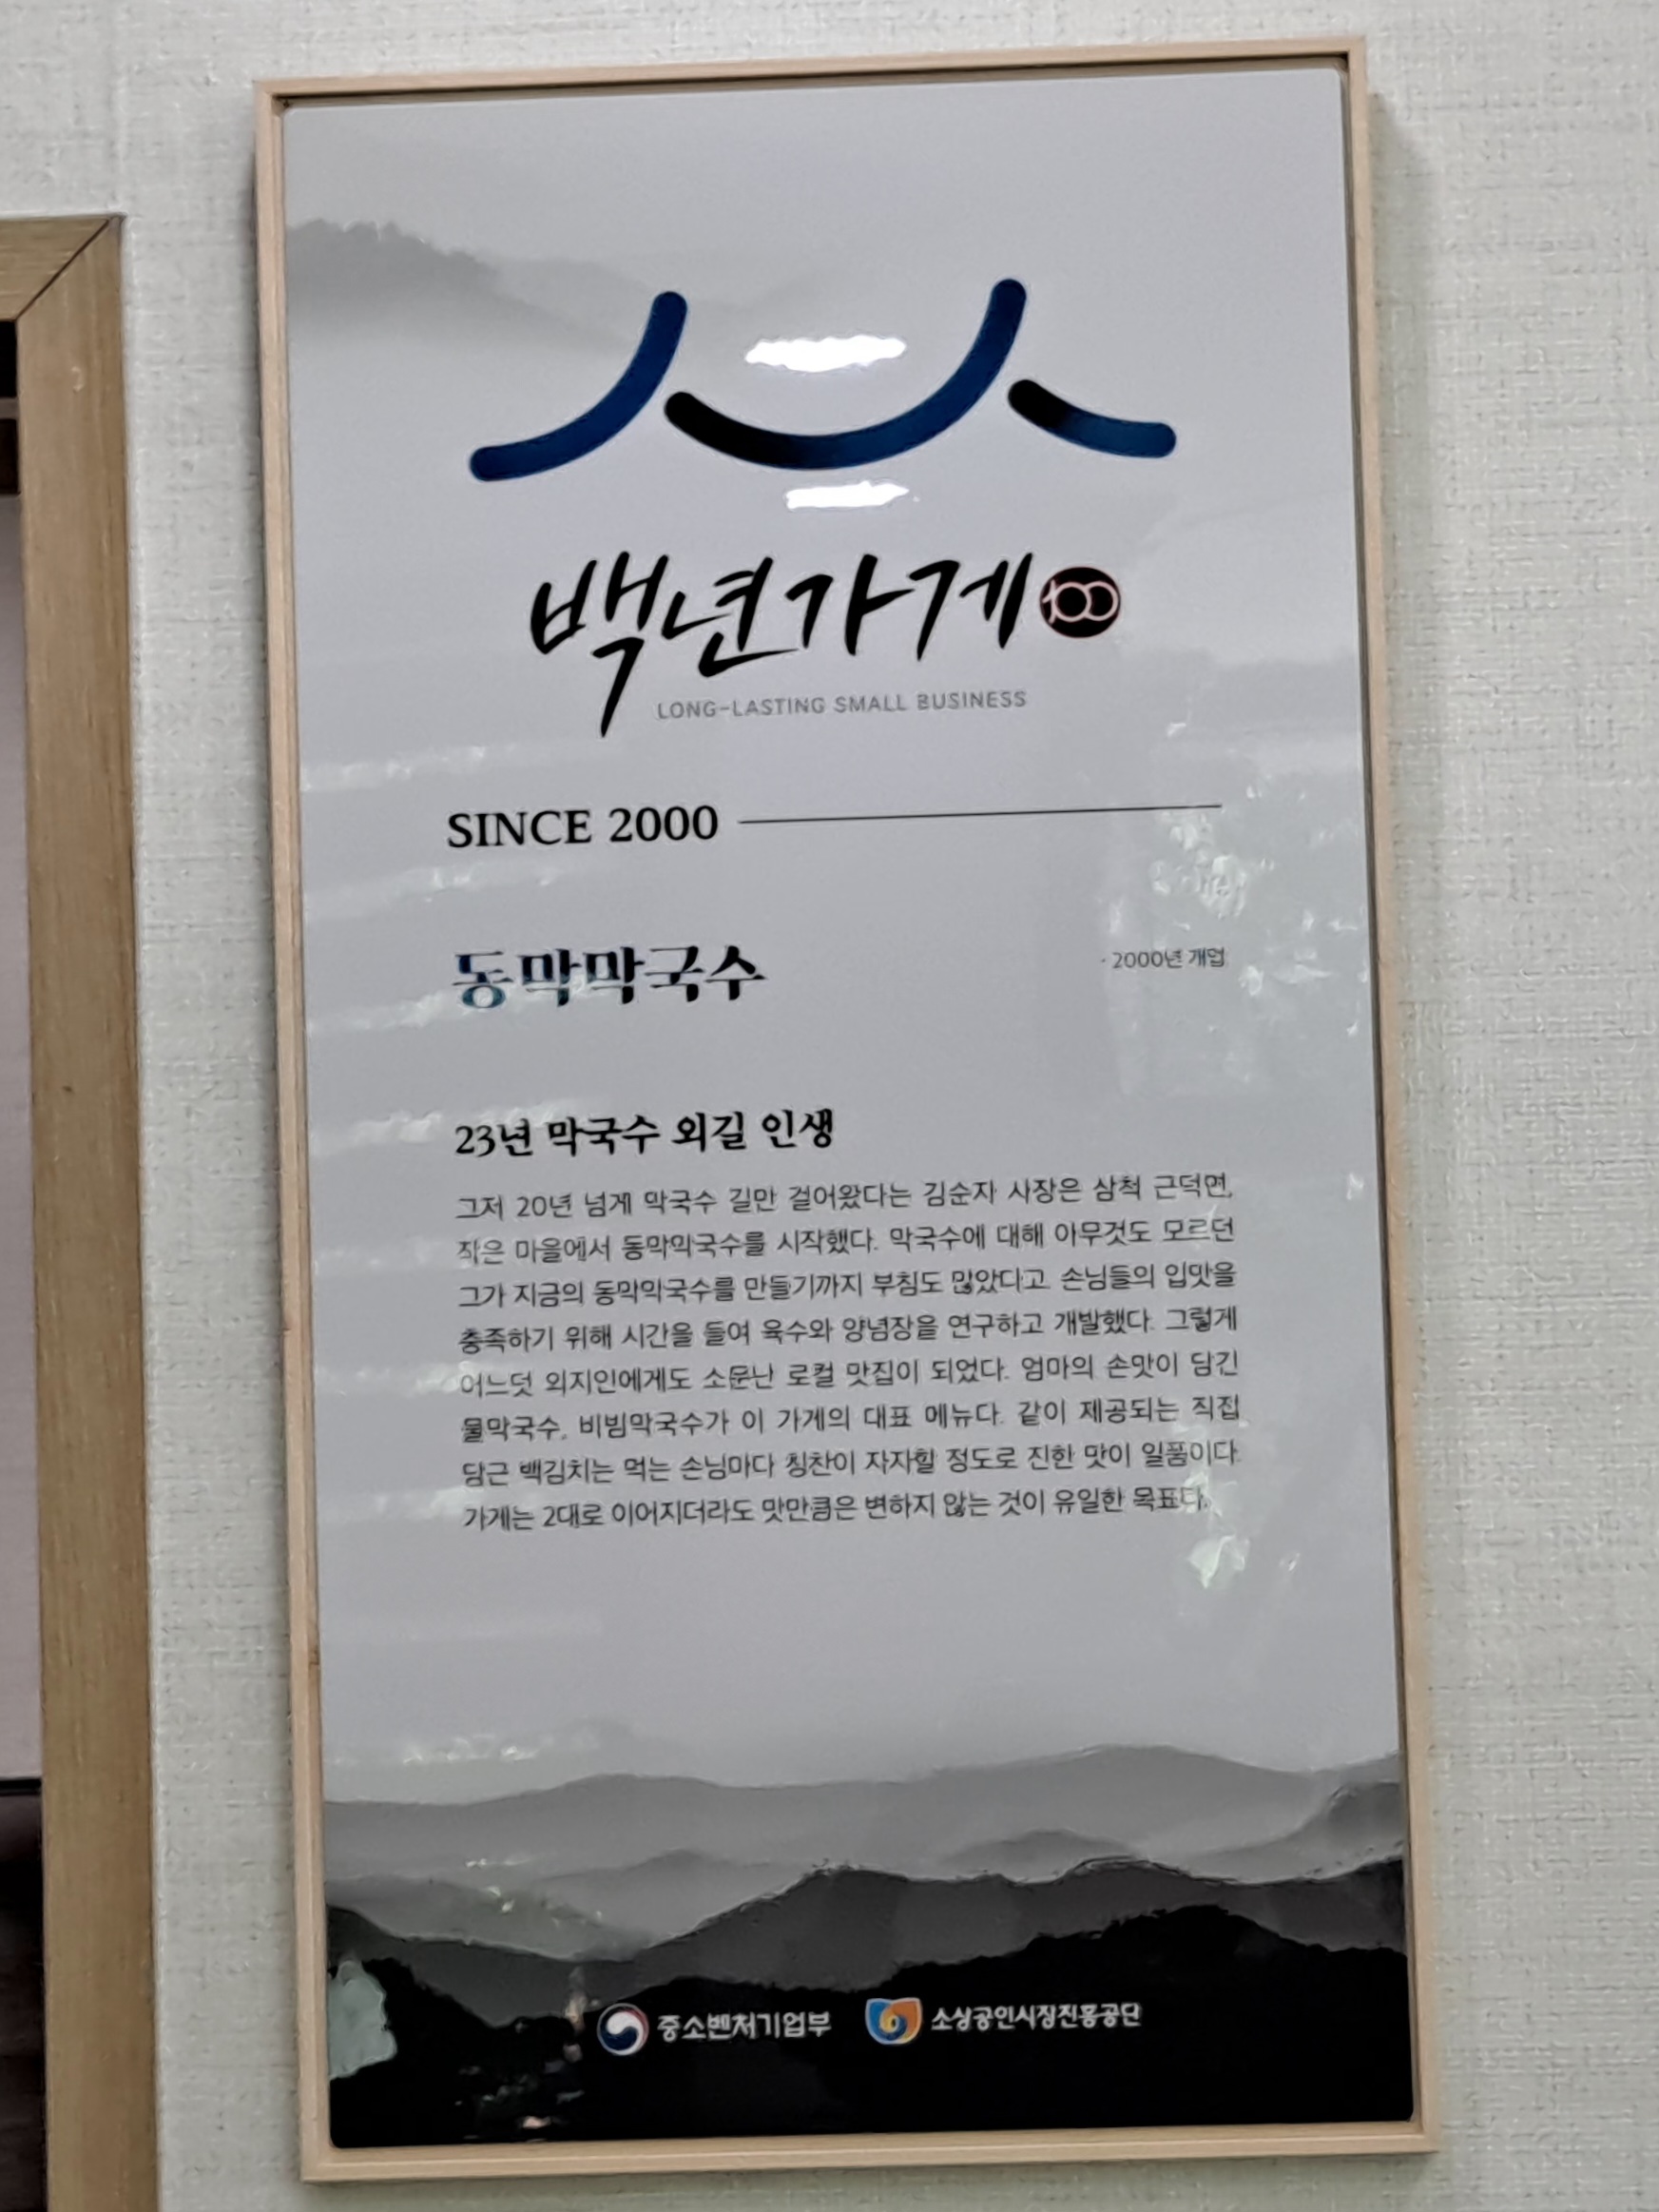 백년가게 100
LONG-LASTING SMALL BUSINESS
SINCE 2000
동막막국수
· 2000년 개업
23년 막국수 외길 인생
그저 20년 넘게 막국수 길만 걸어왔다는 김순자 사장은 삼척 근덕면,
작은 마을에서 동막막국수를 시작했다. 막국수에 대해 아무것도 모르던
그가 지금의 동막막국수를 만들기까지 부침도 많았다고. 손님들의 입맛을
충족하기 위해 시간을 들여 육수와 양념장을 연구하고 개발했다. 그렇게
어느덧 외지인에게도 소문난 로컬 맛집이 되었다. 엄마의 손맛이 담긴
물막국수, 비빔막국수가 이 가게의 대표 메뉴다. 같이 제공되는 직접
담근 백김치는 먹는 손님마다 칭찬이 자자할 정도로 진한 맛이 일품이다.
가게는 2대로 이어지더라도 맛만큼은 변하지 않는 것이 유일한 목표다.
중소벤처기업부 소상공인시장진흥공단